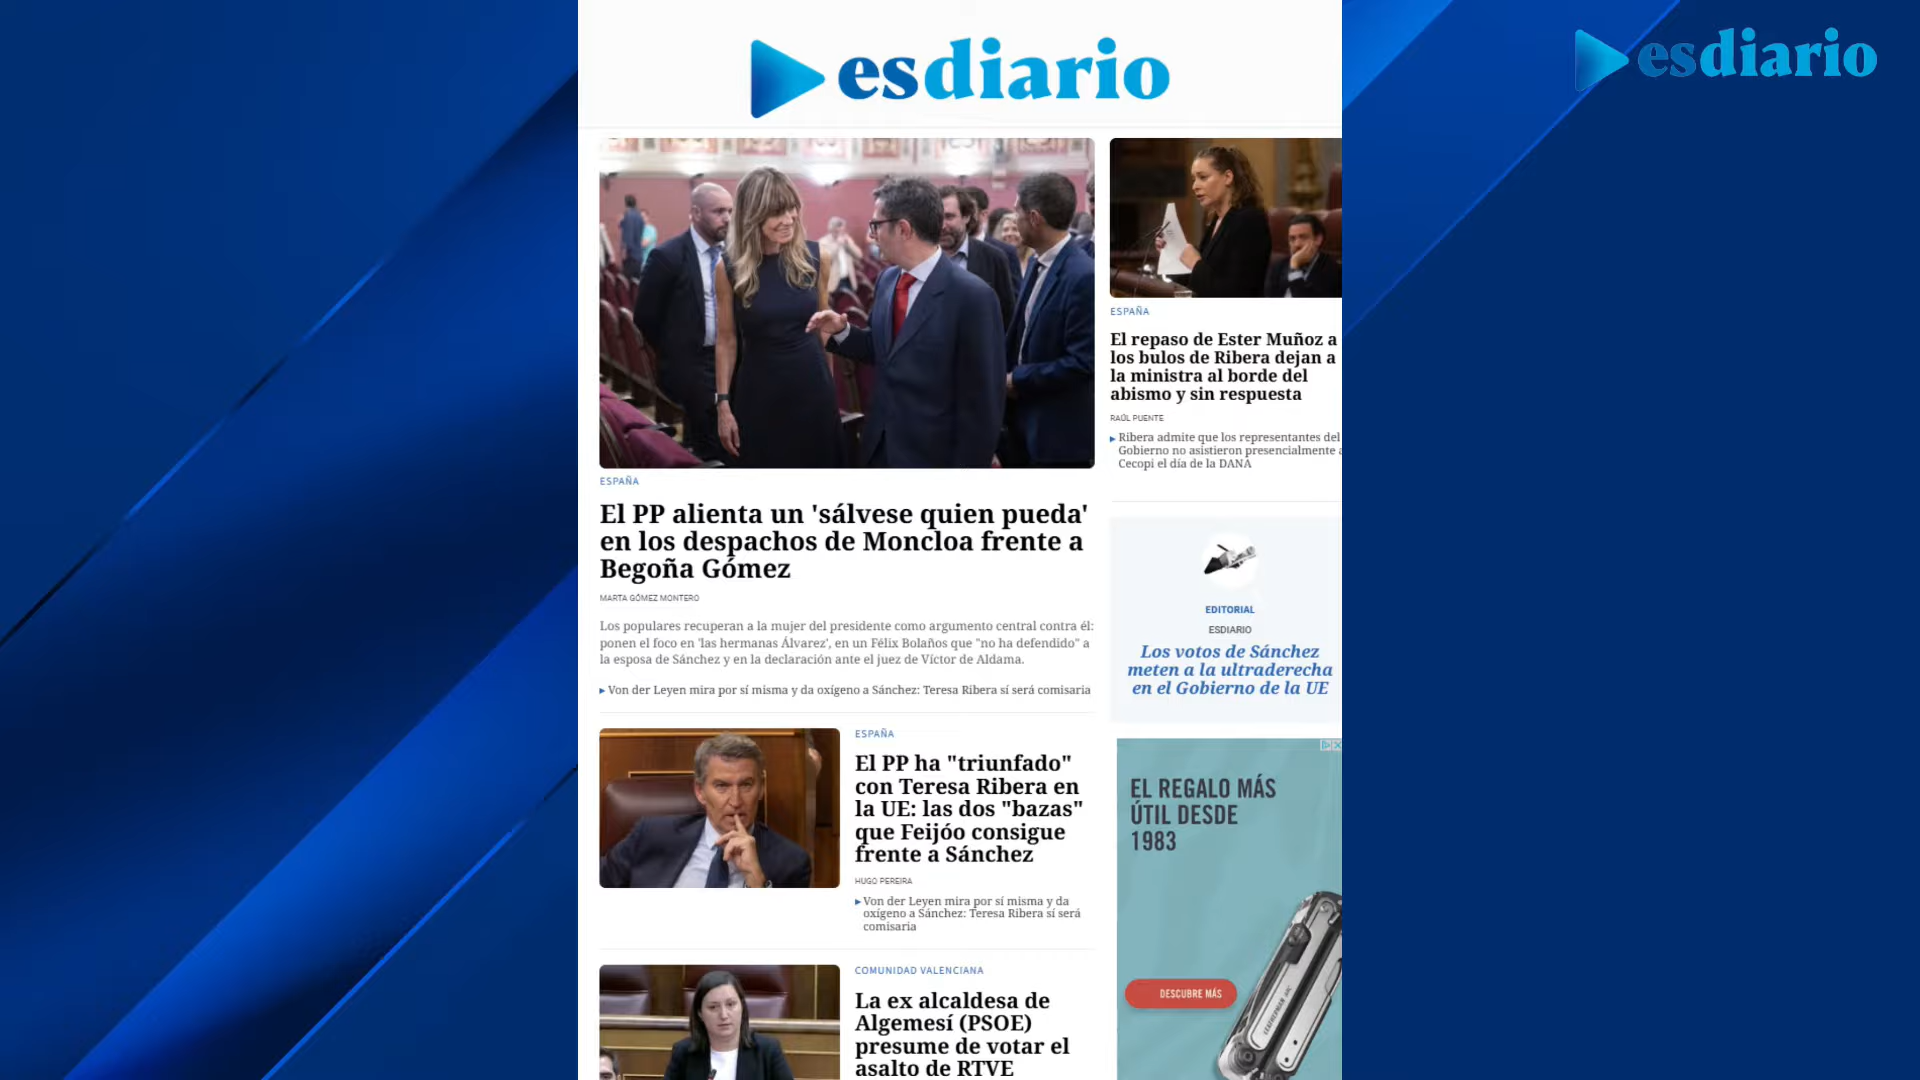 esdiario
esdiario
ESPAÑA
El PP alienta un 'sálvese quien pueda'
en los despachos de Moncloa frente a
Begoña Gómez
MARTA GÓMEZ MONTERO
Los populares recuperan a la mujer del presidente como argumento central contra él:
ponen el foco en 'las hermanas Álvarez', en un Félix Bolaños que "no ha defendido" a
la esposa de Sánchez y en la declaración ante el juez de Víctor de Aldama.
Von der Leyen mira por sí misma y da oxígeno a Sánchez: Teresa Ribera sí será comisaria
ESPAÑA
El PP ha "triunfado"
con Teresa Ribera en
la UE: las dos "bazas"
que Feijóo consigue
frente a Sánchez
HUGO PEREIRA
Von der Leyen mira por sí misma y da
oxígeno a Sánchez: Teresa Ribera sí será
comisaria
COMUNIDAD VALENCIANA
La ex alcaldesa de
Algemesí (PSOE)
presume de votar el
asalto de RTVE
ESPAÑA
El repaso de Ester Muñoz a
los bulos de Ribera dejan a
la ministra al borde del
abismo y sin respuesta
RAÚL PUENTE
Ribera admite que los representantes del
Gobierno no asistieron presencialmente a
Cecopi el día de la DANA
EDITORIAL
ESDIARIO
Los votos de Sánchez
meten a la ultraderecha
en el Gobierno de la UE
EL REGALO MÁS
ÚTIL DESDE
1983
DESCUBRE MÁS
LEATHERMAN ARC